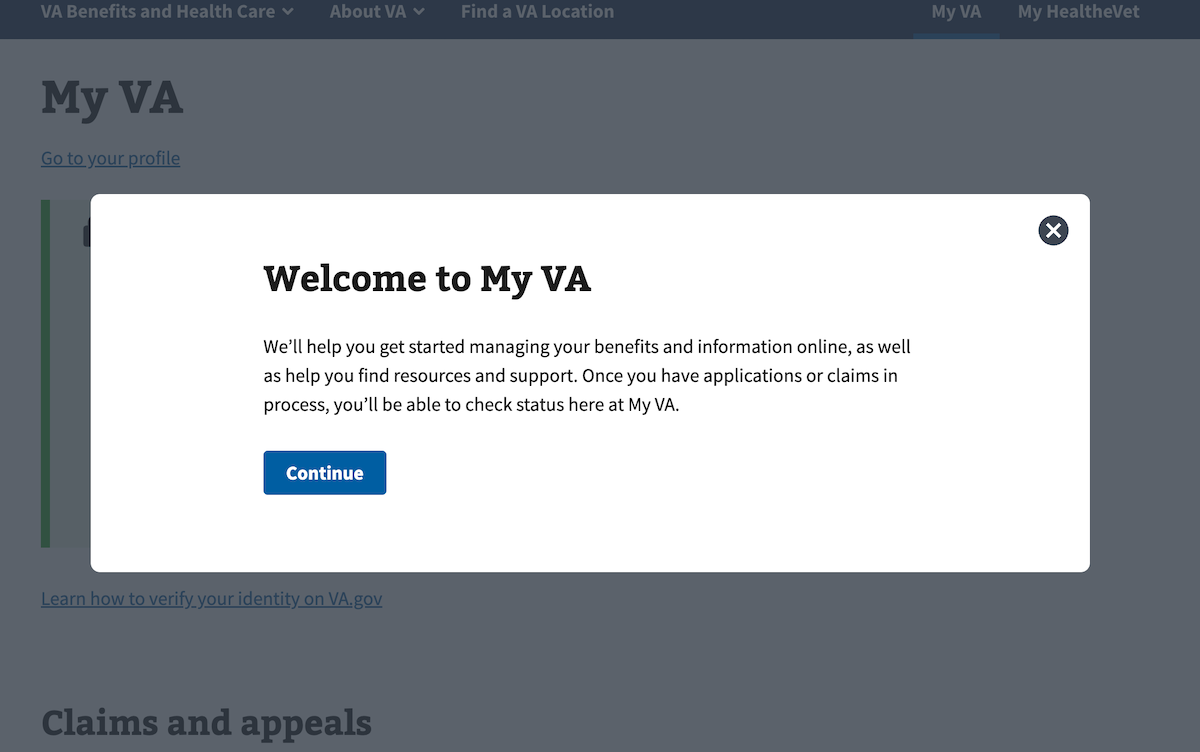 VA Benefits and Health Care
About VA
Find a VA Location
My VA
My HealtheVet
My VA
Go to your profile
Welcome to My VA
We’ll help you get started managing your benefits and information online, as well
as help you find resources and support. Once you have applications or claims in
process, you’ll be able to check status here at My VA.
Continue
Learn how to verify your identity on VA.gov
Claims and appeals